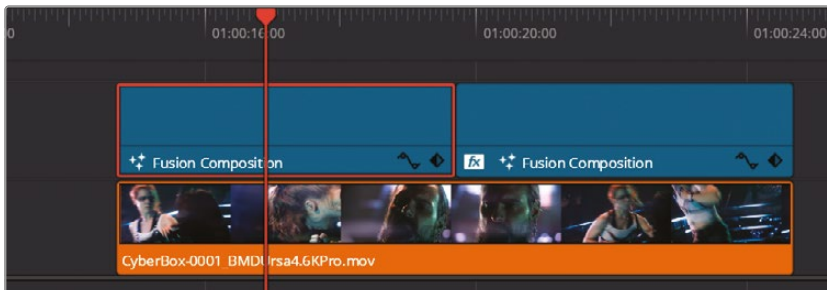 0 01:00:16:00 01:00:20:00 01:00:24:00
Fusion Composition fx Fusion Composition
CyberBox-0001_BMDUrsa4.6KPro.mov